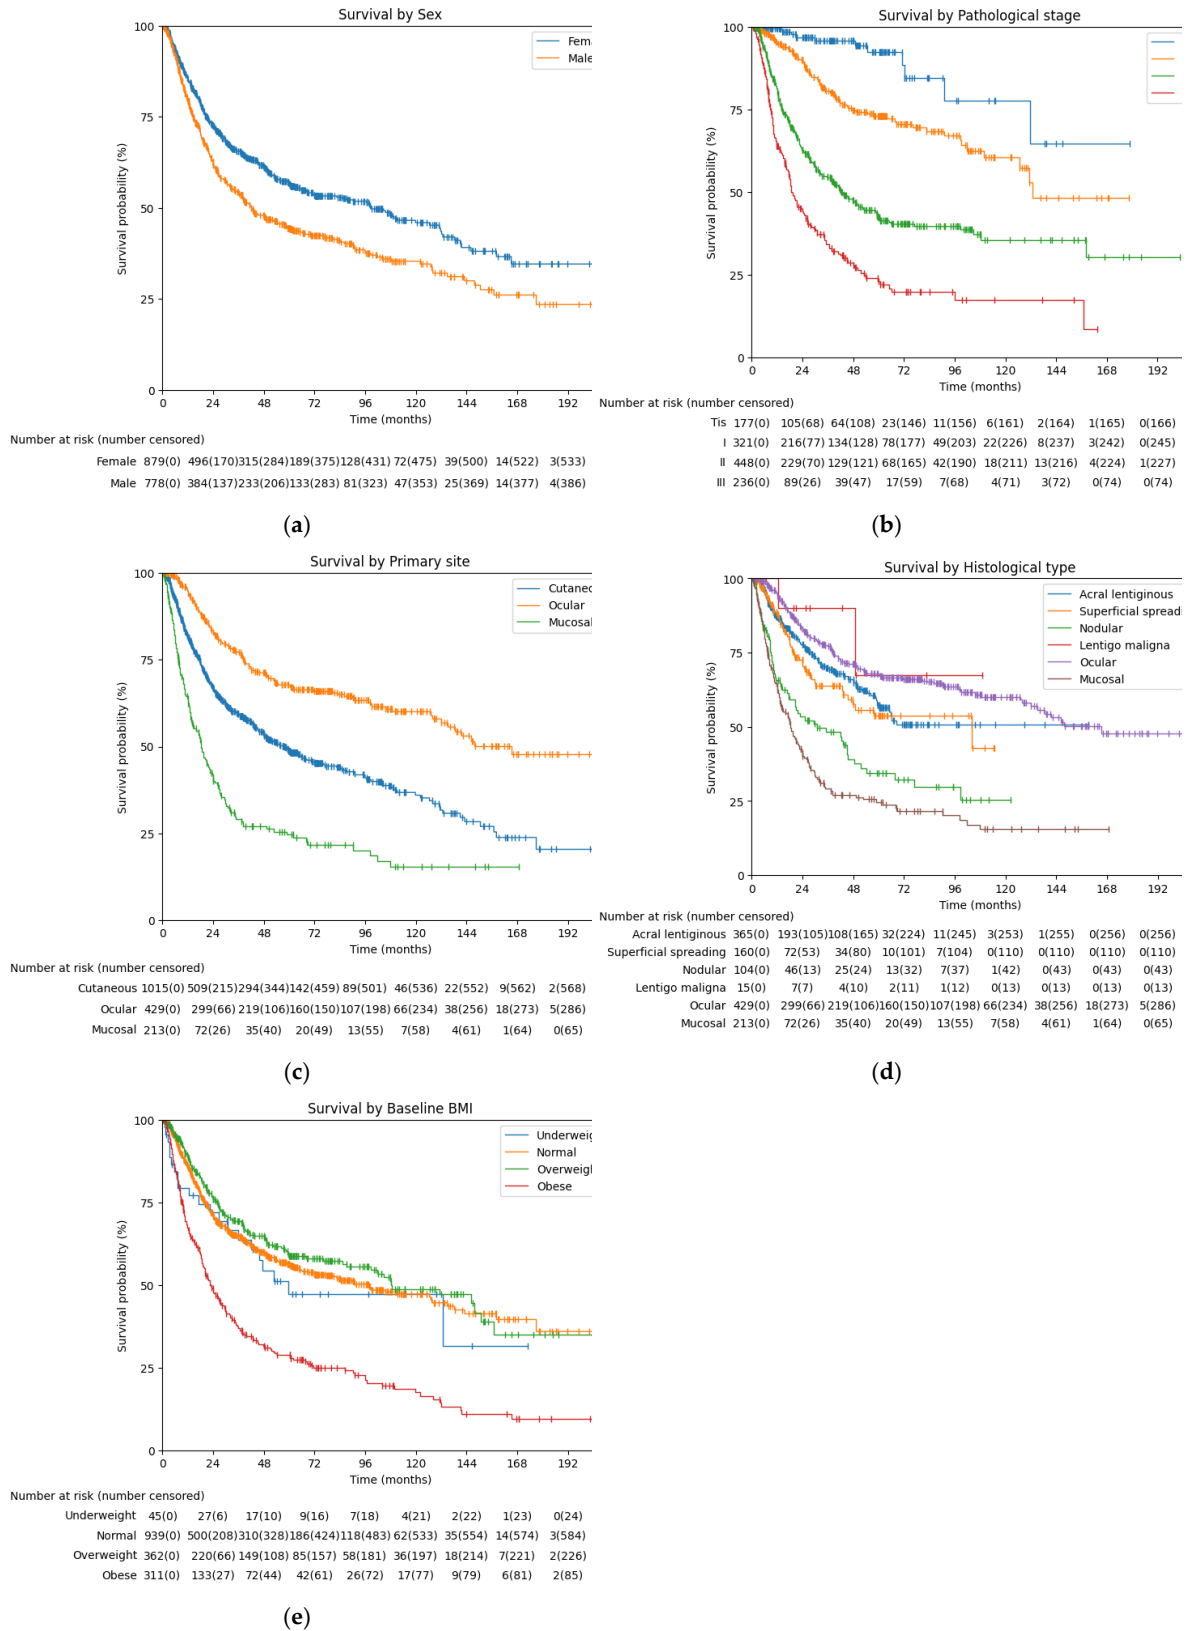 Survival by Sex
Survival probability (%)
100
75
50
25
0
Fema
Male
0 24 48 72 96 120 144 168 192
Time (months)
Number at risk (number censored)
Female 879(0) 496(170) 315(284) 189(375) 128(431) 72(475) 39(500) 14(522) 3(533)
Male 778(0) 384(137) 233(206) 133(283) 81(323) 47(353) 25(369) 14(377) 4(386)
(a)
Survival by Pathological stage
Survival probability (%)
100
75
50
25
0
0 24 48 72 96 120 144 168 192
Time (months)
Number at risk (number censored)
Tis 177(0) 105(68) 64(108) 23(146) 11(156) 6(161) 2(164) 1(165) 0(166)
I 321(0) 216(77) 134(128) 78(177) 49(203) 22(226) 8(237) 3(242) 0(245)
II 448(0) 229(70) 129(121) 68(165) 42(190) 18(211) 13(216) 4(224) 1(227)
III 236(0) 89(26) 39(47) 17(59) 7(68) 4(71) 3(72) 0(74) 0(74)
(b)
Survival by Primary site
Survival probability (%)
100
75
50
25
0
Cutaneo
Ocular
Mucosal
0 24 48 72 96 120 144 168 192
Time (months)
Number at risk (number censored)
Cutaneous 1015(0) 509(215) 294(344) 142(459) 89(501) 46(536) 22(552) 9(562) 2(568)
Ocular 429(0) 299(66) 219(106) 160(150) 107(198) 66(234) 38(256) 18(273) 5(286)
Mucosal 213(0) 72(26) 35(40) 20(49) 13(55) 7(58) 4(61) 1(64) 0(65)
(c)
Survival by Histological type
Survival probability (%)
100
75
50
25
0
Acral lentiginous
Superficial spreadi
Nodular
Lentigo maligna
Ocular
Mucosal
0 24 48 72 96 120 144 168 192
Time (months)
Number at risk (number censored)
Acral lentiginous 365(0) 193(105) 108(165) 32(224) 11(245) 3(253) 1(255) 0(256) 0(256)
Superficial spreading 160(0) 72(53) 34(80) 10(101) 7(104) 0(110) 0(110) 0(110) 0(110)
Nodular 104(0) 46(13) 25(24) 13(32) 7(37) 1(42) 0(43) 0(43) 0(43)
Lentigo maligna 15(0) 7(7) 4(10) 2(11) 1(12) 0(13) 0(13) 0(13) 0(13)
Ocular 429(0) 299(66) 219(106) 160(150) 107(198) 66(234) 38(256) 18(273) 5(286)
Mucosal 213(0) 72(26) 35(40) 20(49) 13(55) 7(58) 4(61) 1(64) 0(65)
(d)
Survival by Baseline BMI
Survival probability (%)
100
75
50
25
0
Underweig
Normal
Overweigh
Obese
0 24 48 72 96 120 144 168 192
Time (months)
Number at risk (number censored)
Underweight 45(0) 27(6) 17(10) 9(16) 7(18) 4(21) 2(22) 1(23) 0(24)
Normal 939(0) 500(208) 310(328) 186(424) 118(483) 62(533) 35(554) 14(574) 3(584)
Overweight 362(0) 220(66) 149(108) 85(157) 58(181) 36(197) 18(214) 7(221) 2(226)
Obese 311(0) 133(27) 72(44) 42(61) 26(72) 17(77) 9(79) 6(81) 2(85)
(e)